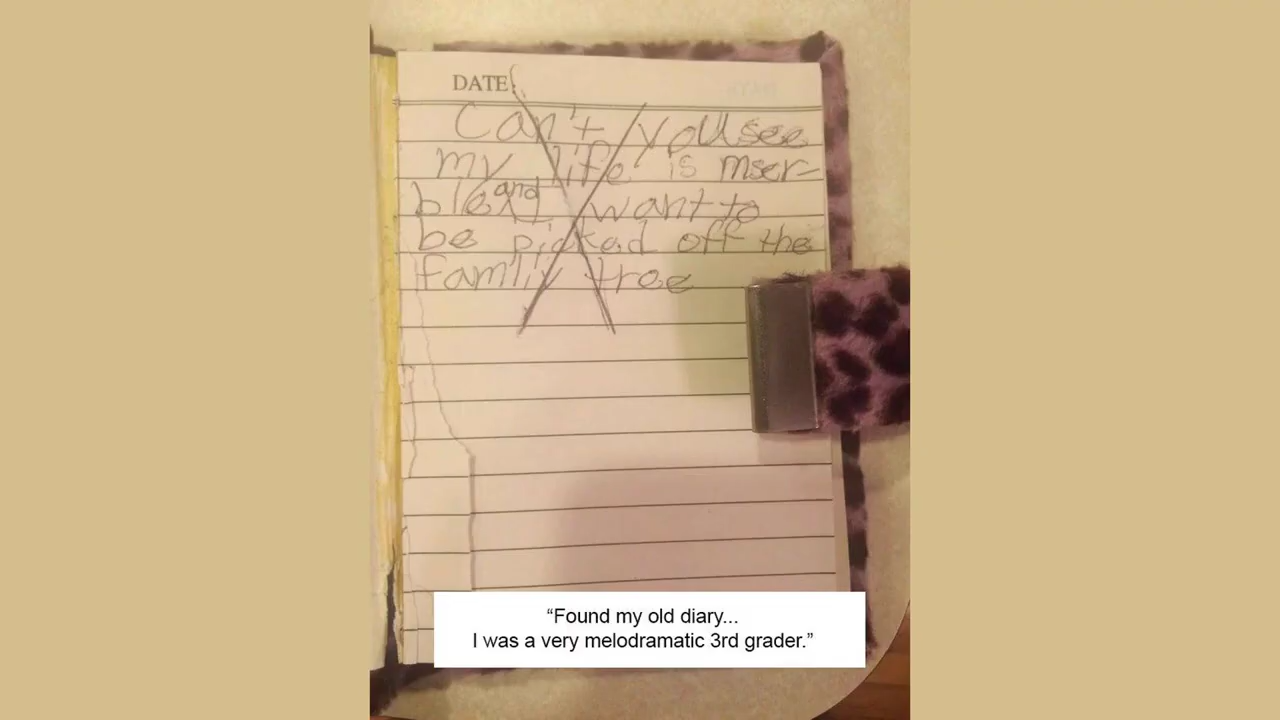 DATE:
Can't you see
my life is mser-
ble and I want to
be picked off the
famliy tree
“Found my old diary...
I was a very melodramatic 3rd grader.”